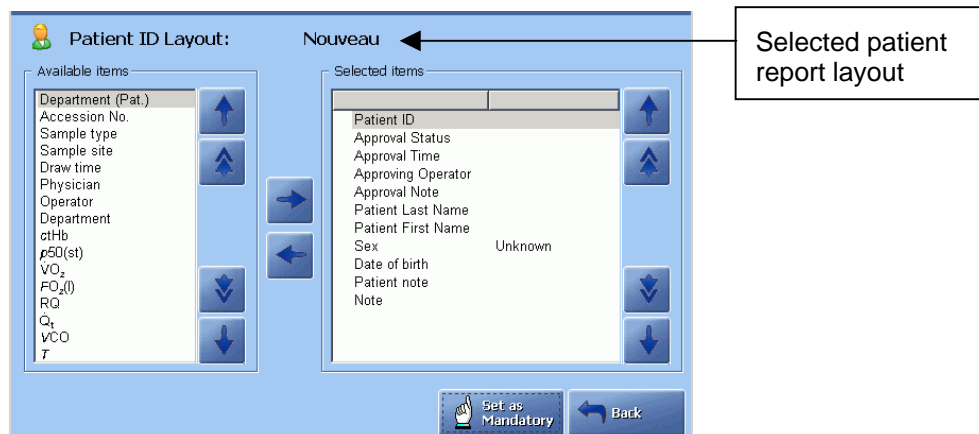 Patient ID Layout: Nouveau
Selected patient
report layout
Available items
Department (Pat.)
Accession No.
Sample type
Sample site
Draw time
Physician
Operator
Department
ctHb
p50(st)
V̇O₂
FO₂(I)
RQ
Q̇t
VCO
T
Selected items
Patient ID
Approval Status
Approval Time
Approving Operator
Approval Note
Patient Last Name
Patient First Name
Sex Unknown
Date of birth
Patient note
Note
Set as
Mandatory
Back